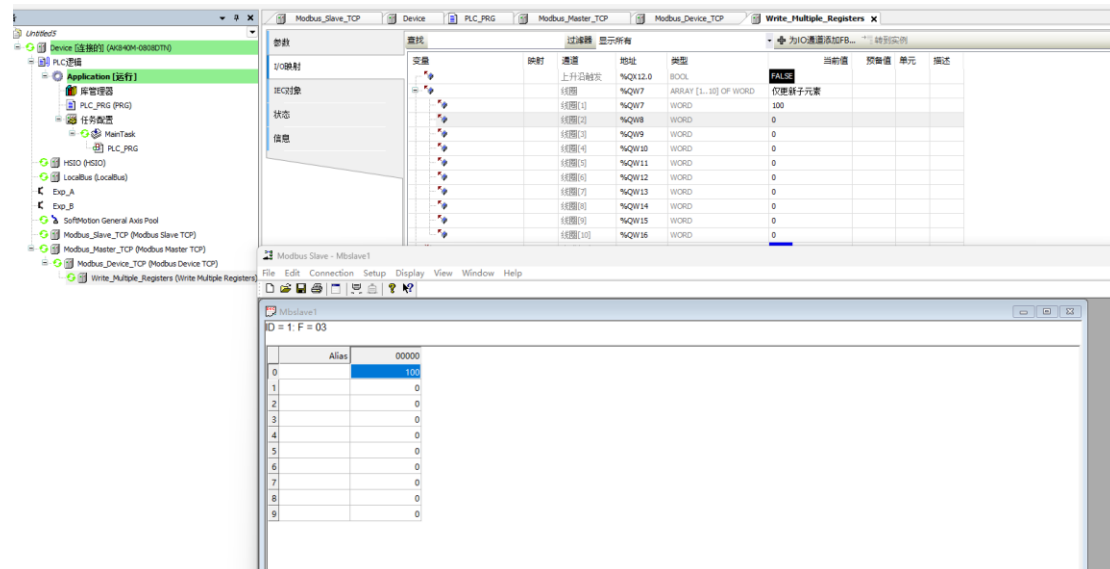 Modbus_Slave_TCP Device PLC_PRG Modbus_Master_TCP Modbus_Device_TCP Write_Multiple_Registers
Untitled5
Device [连接的] (AK840M-0808DTN)
PLC逻辑
Application [运行]
库管理器
PLC_PRG (PRG)
任务配置
MainTask
PLC_PRG
HSIO (HSIO)
LocalBus (LocalBus)
Exp_A
Exp_B
SoftMotion General Axis Pool
Modbus_Slave_TCP (Modbus Slave TCP)
Modbus_Master_TCP (Modbus Master TCP)
Modbus_Device_TCP (Modbus Device TCP)
Write_Multiple_Registers (Write Multiple Registers)
参数
I/O映射
IEC对象
状态
信息
查找 过滤器 显示所有 为IO通道添加FB... 转到实例
变量 映射 通道 地址 类型 当前值 预备值 单元 描述
上升沿触发 %QX12.0 BOOL FALSE
线圈 %QW7 ARRAY [1..10] OF WORD 仅更新子元素
线圈[1] %QW7 WORD 100
线圈[2] %QW8 WORD 0
线圈[3] %QW9 WORD 0
线圈[4] %QW10 WORD 0
线圈[5] %QW11 WORD 0
线圈[6] %QW12 WORD 0
线圈[7] %QW13 WORD 0
线圈[8] %QW14 WORD 0
线圈[9] %QW15 WORD 0
线圈[10] %QW16 WORD 0
Modbus Slave - Mbslave1
File Edit Connection Setup Display View Window Help
Mbslave1
ID = 1: F = 03
Alias 00000
0 100
1 0
2 0
3 0
4 0
5 0
6 0
7 0
8 0
9 0